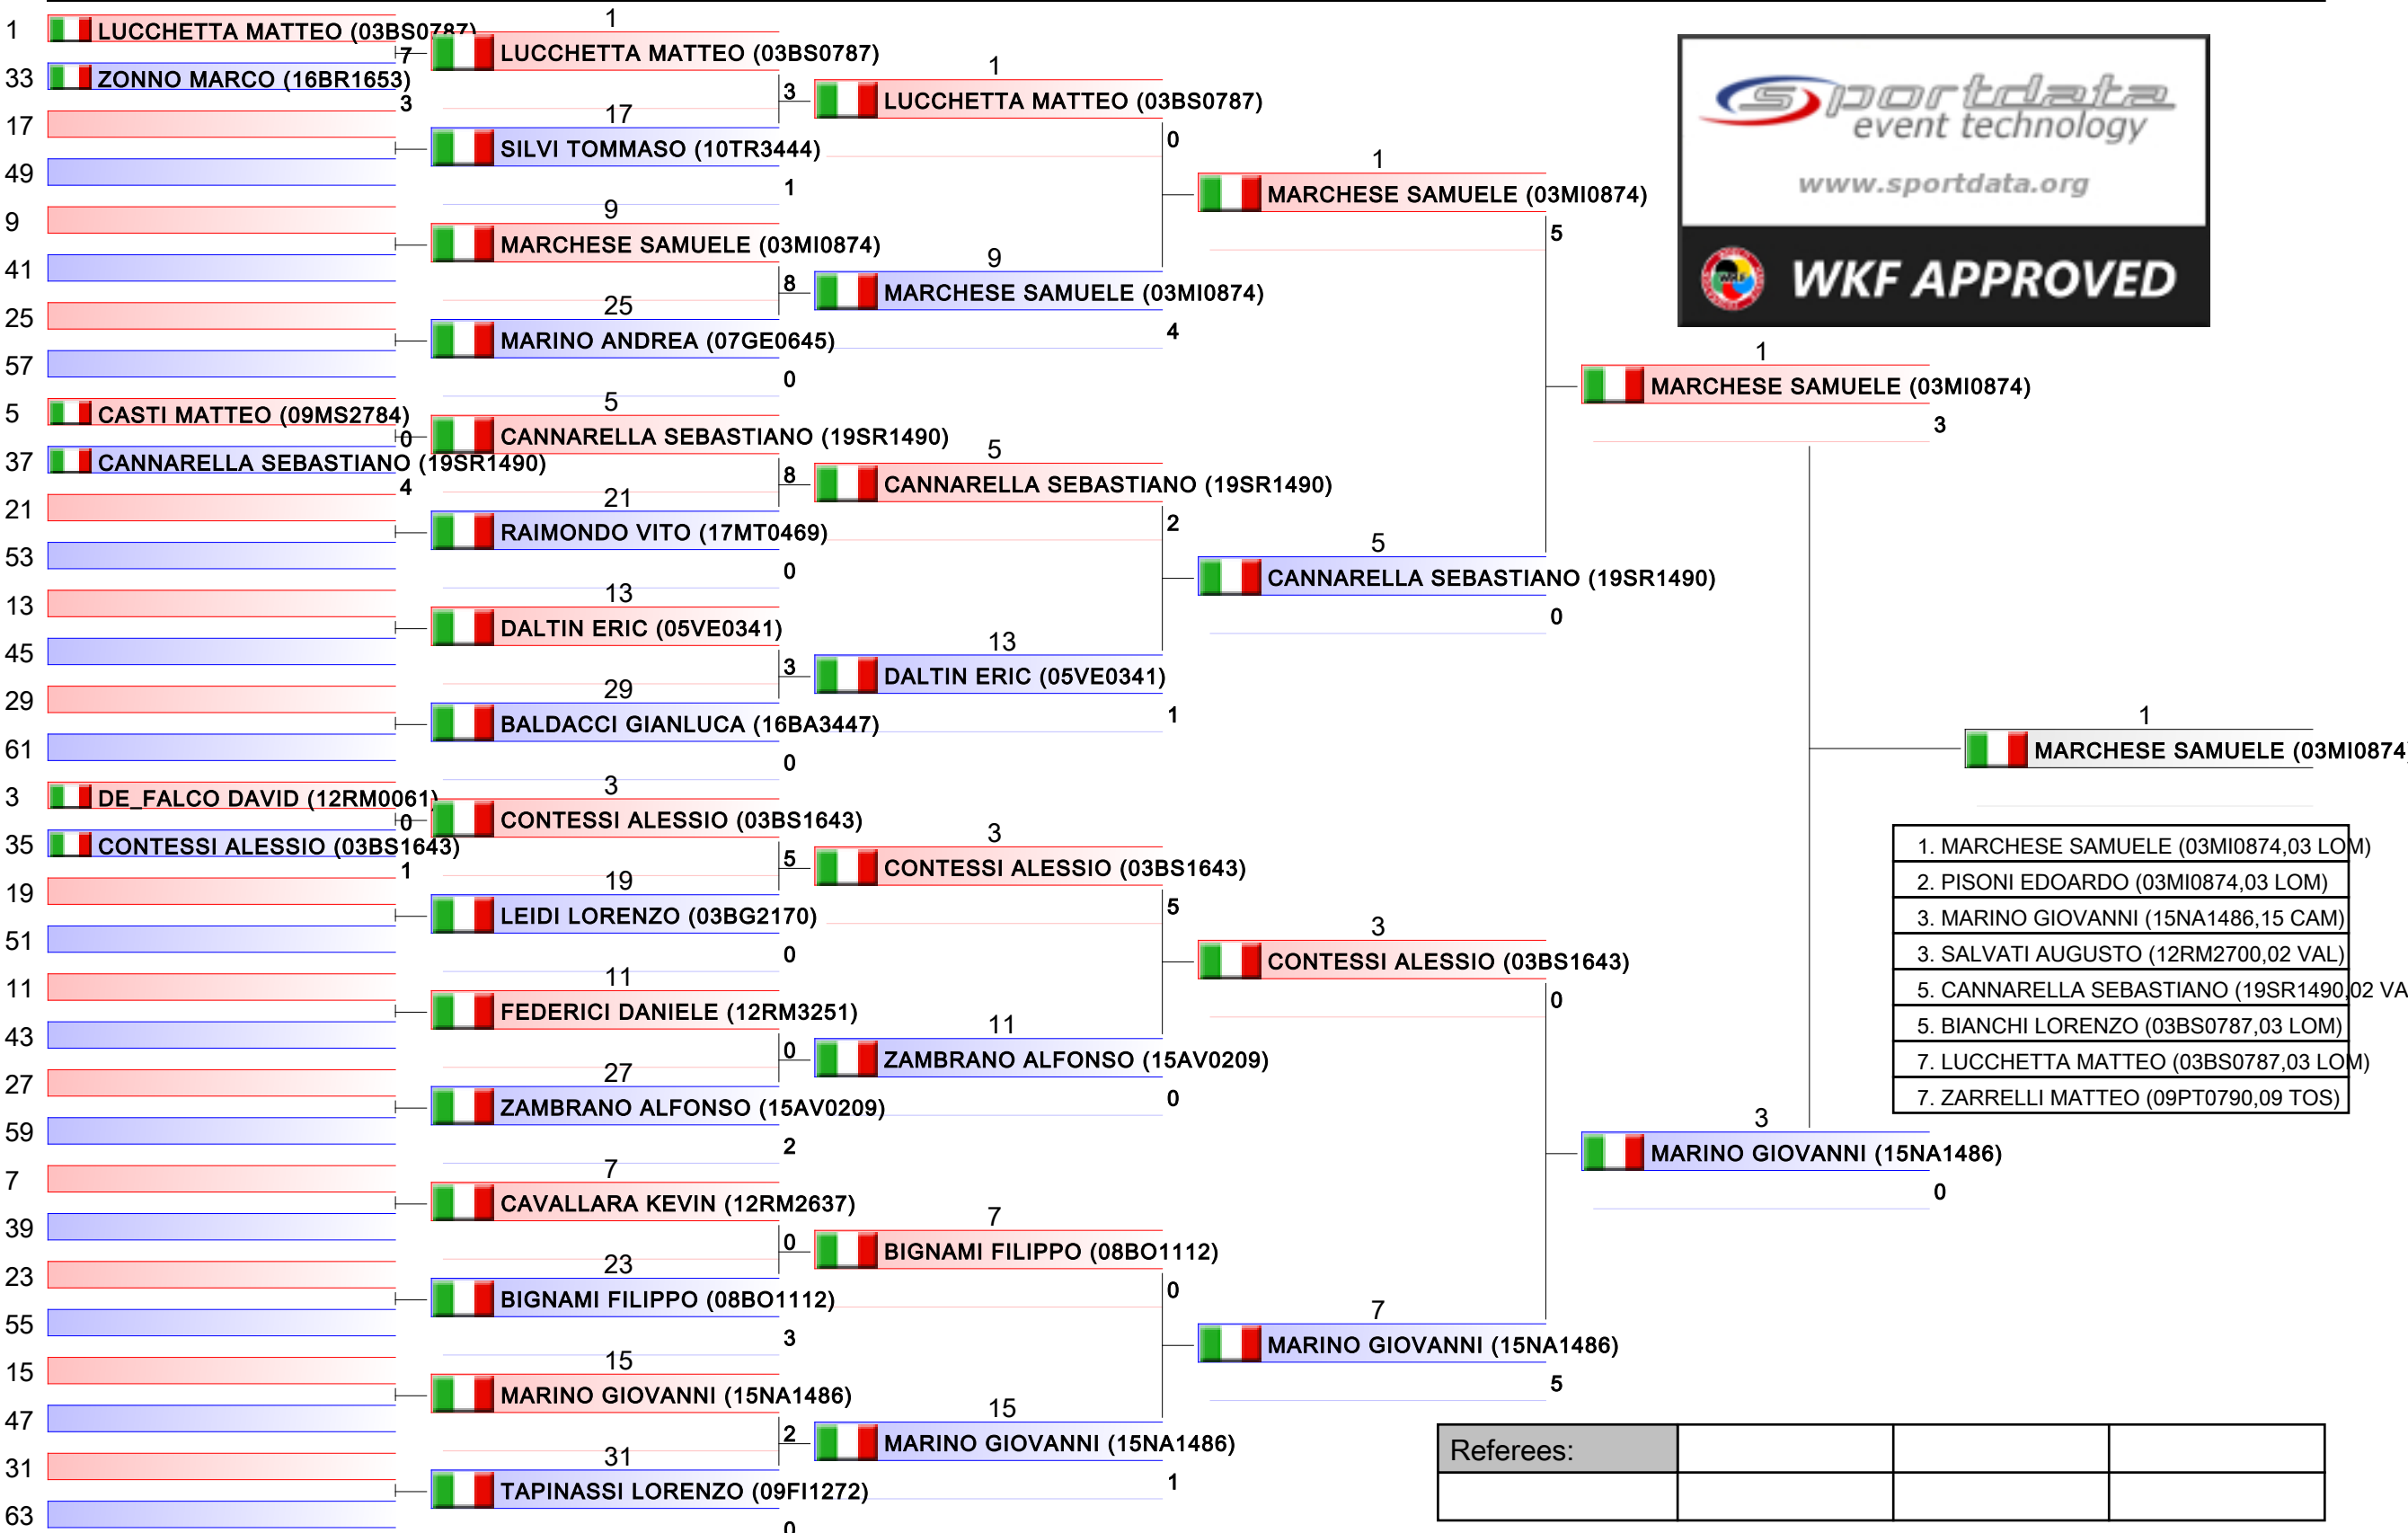 1 LUCCHETTA MATTEO (03BS0787)
7
33 ZONNO MARCO (16BR1653)
3
17
49
9
41
25
57
5 CASTI MATTEO (09MS2784)
0
37 CANNARELLA SEBASTIANO (19SR1490)
4
21
53
13
45
29
61
3 DE_FALCO DAVID (12RM0061)
0
35 CONTESSI ALESSIO (03BS1643)
1
19
51
11
43
27
59
7
39
23
55
15
47
31
63
1
LUCCHETTA MATTEO (03BS0787)
3
17
SILVI TOMMASO (10TR3444)
1
9
MARCHESE SAMUELE (03MI0874)
8
25
MARINO ANDREA (07GE0645)
0
5
CANNARELLA SEBASTIANO (19SR1490)
8
21
RAIMONDO VITO (17MT0469)
0
13
DALTIN ERIC (05VE0341)
3
29
BALDACCI GIANLUCA (16BA3447)
0
3
CONTESSI ALESSIO (03BS1643)
5
19
LEIDI LORENZO (03BG2170)
0
11
FEDERICI DANIELE (12RM3251)
0
27
ZAMBRANO ALFONSO (15AV0209)
2
7
CAVALLARA KEVIN (12RM2637)
0
23
BIGNAMI FILIPPO (08BO1112)
3
15
MARINO GIOVANNI (15NA1486)
2
31
TAPINASSI LORENZO (09FI1272)
0
1
LUCCHETTA MATTEO (03BS0787)
0
9
MARCHESE SAMUELE (03MI0874)
4
5
CANNARELLA SEBASTIANO (19SR1490)
2
13
DALTIN ERIC (05VE0341)
1
3
CONTESSI ALESSIO (03BS1643)
5
11
ZAMBRANO ALFONSO (15AV0209)
0
7
BIGNAMI FILIPPO (08BO1112)
0
15
MARINO GIOVANNI (15NA1486)
1
1
MARCHESE SAMUELE (03MI0874)
5
5
CANNARELLA SEBASTIANO (19SR1490)
0
3
CONTESSI ALESSIO (03BS1643)
0
7
MARINO GIOVANNI (15NA1486)
5
1
MARCHESE SAMUELE (03MI0874)
3
3
MARINO GIOVANNI (15NA1486)
0
1
MARCHESE SAMUELE (03MI0874
sportdata
event technology
www.sportdata.org
WKF
WKF APPROVED
1. MARCHESE SAMUELE (03MI0874,03 LOM)
2. PISONI EDOARDO (03MI0874,03 LOM)
3. MARINO GIOVANNI (15NA1486,15 CAM)
3. SALVATI AUGUSTO (12RM2700,02 VAL)
5. CANNARELLA SEBASTIANO (19SR1490,02 VA
5. BIANCHI LORENZO (03BS0787,03 LOM)
7. LUCCHETTA MATTEO (03BS0787,03 LOM)
7. ZARRELLI MATTEO (09PT0790,09 TOS)
Referees: